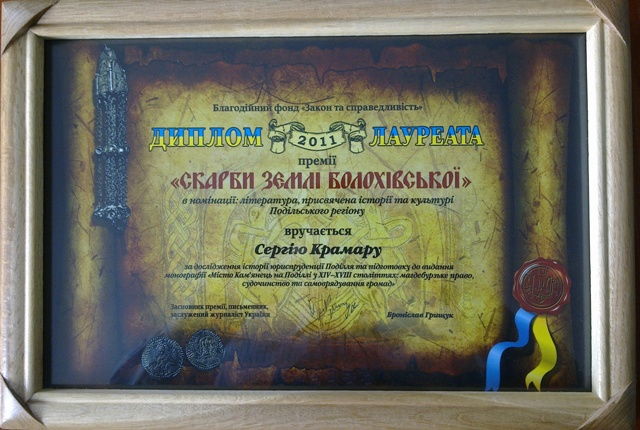 Благодійний фонд «Закон та справедливість»
ДИПЛОМ 2011 ЛАУРЕАТА
премії
«СКАРБИ ЗЕМЛІ БОЛОХІВСЬКОЇ»
в номінації: література, присвячена історії та культурі
Подільського регіону
вручається
Сергію Крамару
за дослідження історії юриспруденції Поділля та підготовку до видання
монографії «Місто Кам'янець на Поділлі у XIV–XVIII століттях: магдебурзьке право,
судочинство та самоврядування громад»
Засновник премії, письменник,
заслужений журналіст України
Броніслав Грищук